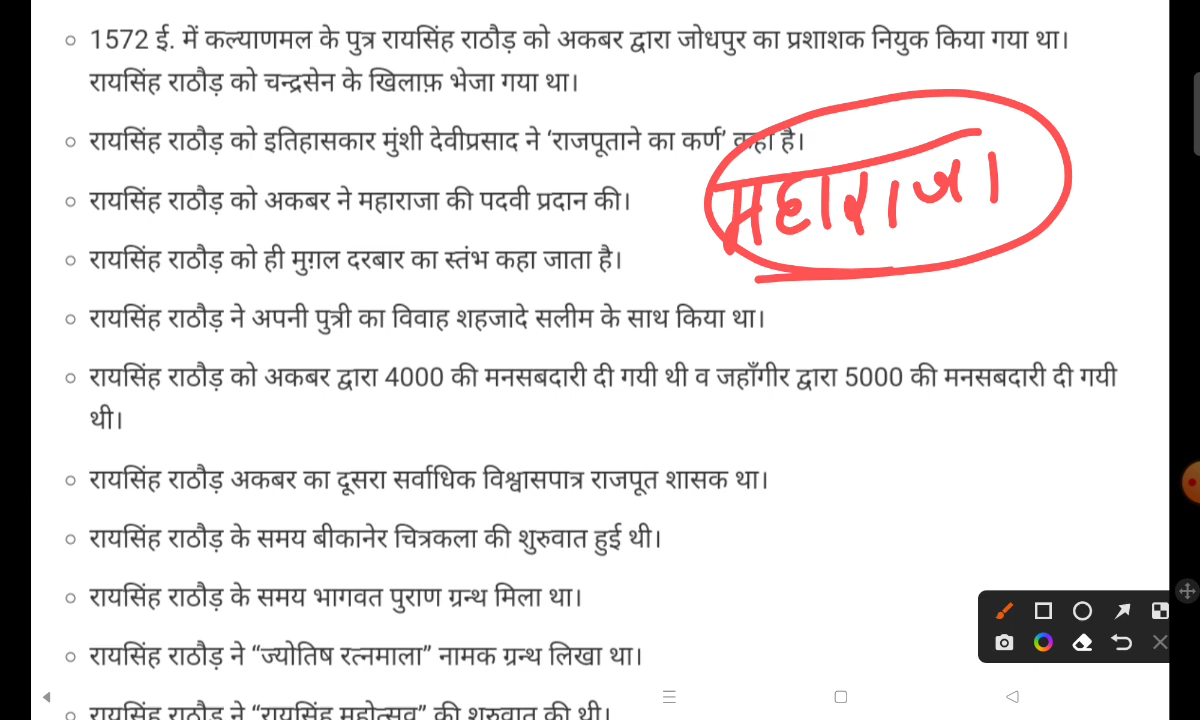 1572 ई. में कल्याणमल के पुत्र रायसिंह राठौड़ को अकबर द्वारा जोधपुर का प्रशाशक नियुक किया गया था।
रायसिंह राठौड़ को चन्द्रसेन के खिलाफ़ भेजा गया था।
रायसिंह राठौड़ को इतिहासकार मुंशी देवीप्रसाद ने ‘राजपूताने का कर्ण’ कहा है।
महाराजा
रायसिंह राठौड़ को अकबर ने महाराजा की पदवी प्रदान की।
रायसिंह राठौड़ को ही मुग़ल दरबार का स्तंभ कहा जाता है।
रायसिंह राठौड़ ने अपनी पुत्री का विवाह शहजादे सलीम के साथ किया था।
रायसिंह राठौड़ को अकबर द्वारा 4000 की मनसबदारी दी गयी थी व जहाँगीर द्वारा 5000 की मनसबदारी दी गयी
थी।
रायसिंह राठौड़ अकबर का दूसरा सर्वाधिक विश्वासपात्र राजपूत शासक था।
रायसिंह राठौड़ के समय बीकानेर चित्रकला की शुरुवात हुई थी।
रायसिंह राठौड़ के समय भागवत पुराण ग्रन्थ मिला था।
रायसिंह राठौड़ ने “ज्योतिष रत्नमाला” नामक ग्रन्थ लिखा था।
रायसिंह राठौड़ ने “रायसिंह महोत्सव” की शुरुवात की थी।